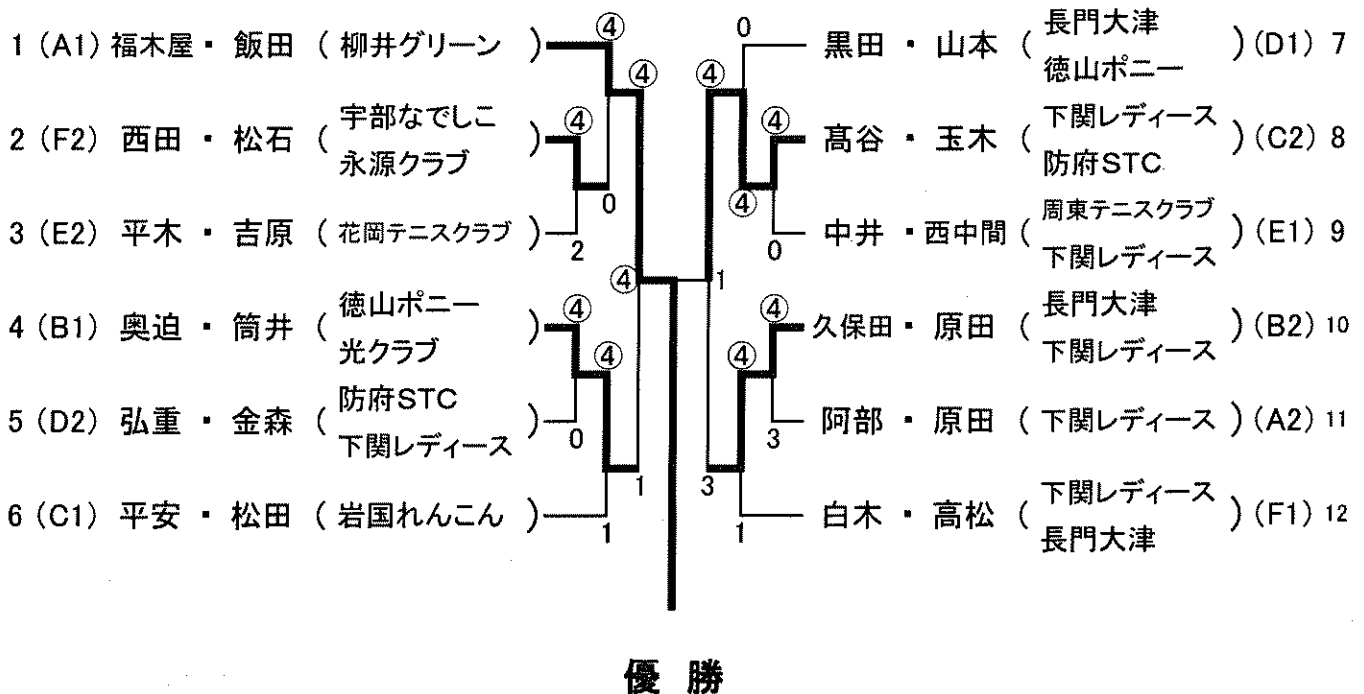 ④ 0
1 (A1) 福木屋 ・ 飯田 ( 柳井グリーン ) 黒田 ・ 山本 ( 長門大津 徳山ポニー ) (D1) 7
④ ④
2 (F2) 西田 ・ 松石 ( 宇部なでしこ 永源クラブ ) ④ ④ 髙谷 ・ 玉木 ( 下関レディース 防府STC ) (C2) 8
0 ④
3 (E2) 平木 ・ 吉原 ( 花岡テニスクラブ ) 2 0 中井 ・ 西中間 ( 周東テニスクラブ 下関レディース ) (E1) 9
④ 1
4 (B1) 奥迫 ・ 筒井 ( 徳山ポニー 光クラブ ) ④ ④ 久保田 ・ 原田 ( 長門大津 下関レディース ) (B2) 10
④ ④
5 (D2) 弘重 ・ 金森 ( 防府STC 下関レディース ) 0 3 阿部 ・ 原田 ( 下関レディース ) (A2) 11
1 3
6 (C1) 平安 ・ 松田 ( 岩国れんこん ) 1 1 白木 ・ 高松 ( 下関レディース 長門大津 ) (F1) 12
優 勝